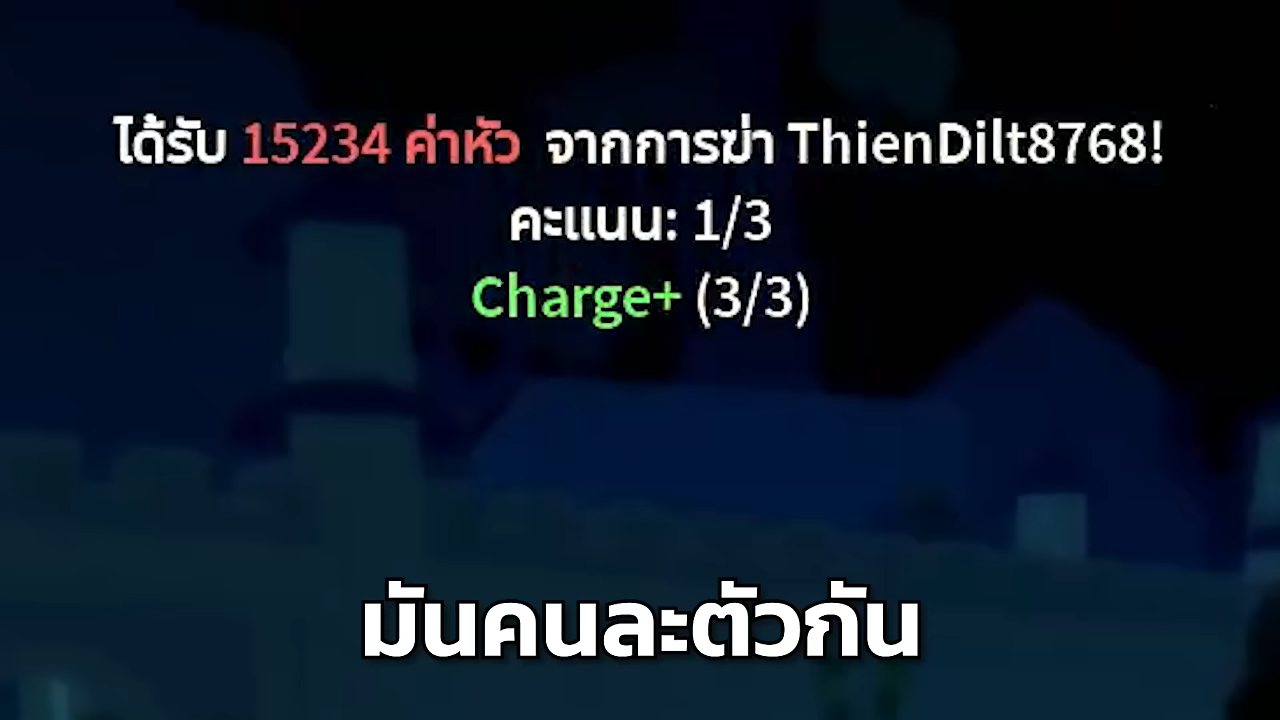 ได้รับ 15234 ค่าหัว จากการฆ่า ThienDilt8768!
คะแนน: 1/3
Charge+ (3/3)
มันคนละตัวกัน